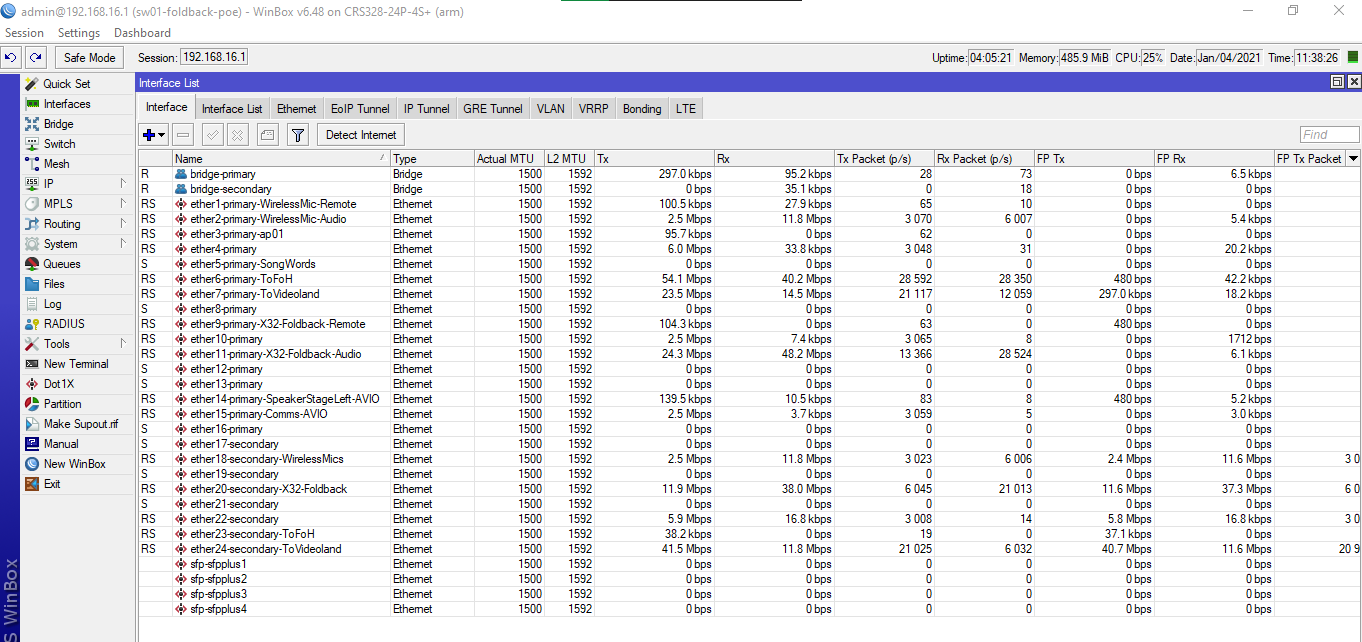 admin@192.168.16.1 (sw01-foldback-poe) - WinBox v6.48 on CRS328-24P-4S+ (arm)
Session Settings Dashboard
Safe Mode Session: 192.168.16.1 Uptime: 04:05:21 Memory: 485.9 MiB CPU: 25% Date: Jan/04/2021 Time: 11:38:26
Quick Set
Interfaces
Bridge
Switch
Mesh
IP
MPLS
Routing
System
Queues
Files
Log
RADIUS
Tools
New Terminal
Dot1X
Partition
Make Supout.rif
Manual
New WinBox
Exit
S WinBox
Interface List
Interface Interface List Ethernet EoIP Tunnel IP Tunnel GRE Tunnel VLAN VRRP Bonding LTE
Detect Internet Find
Name Type Actual MTU L2 MTU Tx Rx Tx Packet (p/s) Rx Packet (p/s) FP Tx FP Rx FP Tx Packet
R bridge-primary Bridge 1500 1592 297.0 kbps 95.2 kbps 28 73 0 bps 6.5 kbps
R bridge-secondary Bridge 1500 1592 0 bps 35.1 kbps 0 18 0 bps 0 bps
RS ether1-primary-WirelessMic-Remote Ethernet 1500 1592 100.5 kbps 27.9 kbps 65 10 0 bps 0 bps
RS ether2-primary-WirelessMic-Audio Ethernet 1500 1592 2.5 Mbps 11.8 Mbps 3 070 6 007 0 bps 5.4 kbps
RS ether3-primary-ap01 Ethernet 1500 1592 95.7 kbps 0 bps 62 0 0 bps 0 bps
RS ether4-primary Ethernet 1500 1592 6.0 Mbps 33.8 kbps 3 048 31 0 bps 20.2 kbps
S ether5-primary-SongWords Ethernet 1500 1592 0 bps 0 bps 0 0 0 bps 0 bps
RS ether6-primary-ToFoH Ethernet 1500 1592 54.1 Mbps 40.2 Mbps 28 592 28 350 480 bps 42.2 kbps
RS ether7-primary-ToVideoland Ethernet 1500 1592 23.5 Mbps 14.5 Mbps 21 117 12 059 297.0 kbps 18.2 kbps
S ether8-primary Ethernet 1500 1592 0 bps 0 bps 0 0 0 bps 0 bps
RS ether9-primary-X32-Foldback-Remote Ethernet 1500 1592 104.3 kbps 0 bps 63 0 480 bps 0 bps
RS ether10-primary Ethernet 1500 1592 2.5 Mbps 7.4 kbps 3 065 8 0 bps 1712 bps
RS ether11-primary-X32-Foldback-Audio Ethernet 1500 1592 24.3 Mbps 48.2 Mbps 13 366 28 524 0 bps 6.1 kbps
S ether12-primary Ethernet 1500 1592 0 bps 0 bps 0 0 0 bps 0 bps
S ether13-primary Ethernet 1500 1592 0 bps 0 bps 0 0 0 bps 0 bps
RS ether14-primary-SpeakerStageLeft-AVIO Ethernet 1500 1592 139.5 kbps 10.5 kbps 83 8 480 bps 5.2 kbps
RS ether15-primary-Comms-AVIO Ethernet 1500 1592 2.5 Mbps 3.7 kbps 3 059 5 0 bps 3.0 kbps
S ether16-primary Ethernet 1500 1592 0 bps 0 bps 0 0 0 bps 0 bps
S ether17-secondary Ethernet 1500 1592 0 bps 0 bps 0 0 0 bps 0 bps
RS ether18-secondary-WirelessMics Ethernet 1500 1592 2.5 Mbps 11.8 Mbps 3 023 6 006 2.4 Mbps 11.6 Mbps 3 0
S ether19-secondary Ethernet 1500 1592 0 bps 0 bps 0 0 0 bps 0 bps
RS ether20-secondary-X32-Foldback Ethernet 1500 1592 11.9 Mbps 38.0 Mbps 6 045 21 013 11.6 Mbps 37.3 Mbps 6 0
S ether21-secondary Ethernet 1500 1592 0 bps 0 bps 0 0 0 bps 0 bps
RS ether22-secondary Ethernet 1500 1592 5.9 Mbps 16.8 kbps 3 008 14 5.8 Mbps 16.8 kbps 3 0
RS ether23-secondary-ToFoH Ethernet 1500 1592 38.2 kbps 0 bps 19 0 37.1 kbps 0 bps
RS ether24-secondary-ToVideoland Ethernet 1500 1592 41.5 Mbps 11.8 Mbps 21 025 6 032 40.7 Mbps 11.6 Mbps 20 9
sfp-sfpplus1 Ethernet 1500 1592 0 bps 0 bps 0 0 0 bps 0 bps
sfp-sfpplus2 Ethernet 1500 1592 0 bps 0 bps 0 0 0 bps 0 bps
sfp-sfpplus3 Ethernet 1500 1592 0 bps 0 bps 0 0 0 bps 0 bps
sfp-sfpplus4 Ethernet 1500 1592 0 bps 0 bps 0 0 0 bps 0 bps